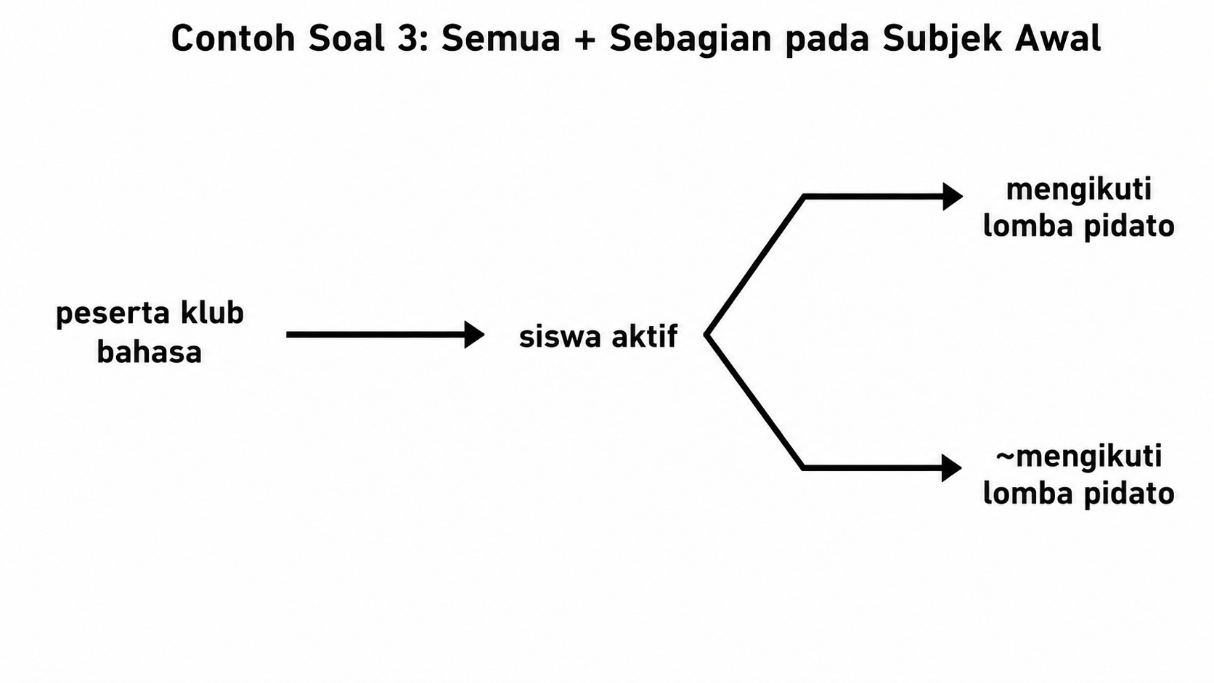 Contoh Soal 3: Semua + Sebagian pada Subjek Awal
peserta klub
bahasa
siswa aktif
mengikuti
lomba pidato
~mengikuti
lomba pidato